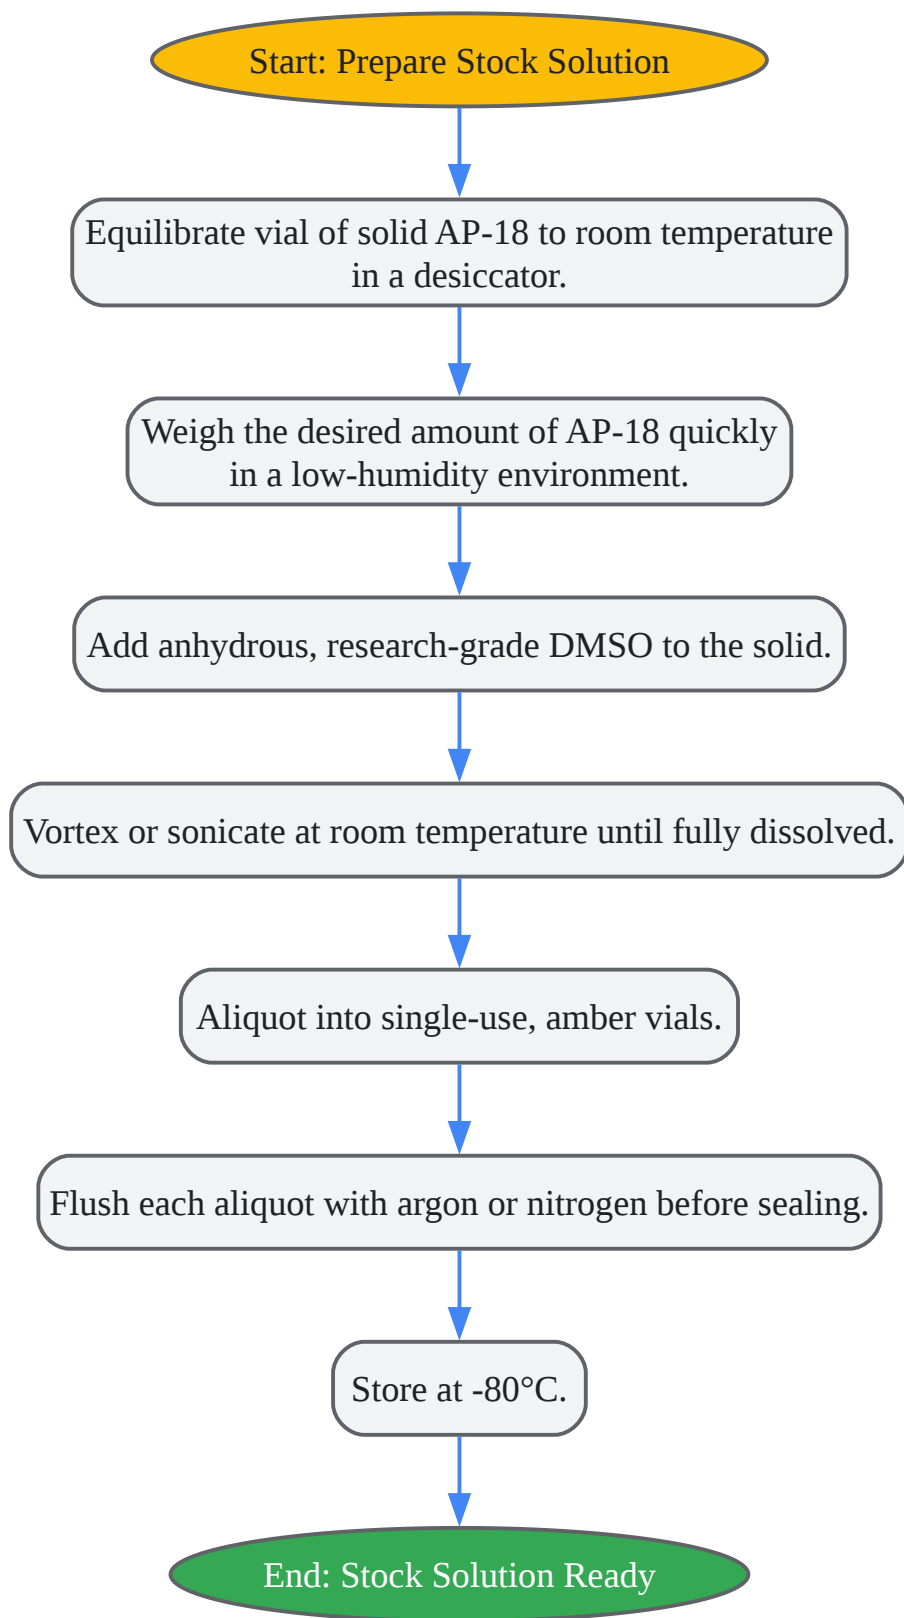 Start: Prepare Stock Solution
Equilibrate vial of solid AP-18 to room temperature
in a desiccator.
Weigh the desired amount of AP-18 quickly
in a low-humidity environment.
Add anhydrous, research-grade DMSO to the solid.
Vortex or sonicate at room temperature until fully dissolved.
Aliquot into single-use, amber vials.
Flush each aliquot with argon or nitrogen before sealing.
Store at -80°C.
End: Stock Solution Ready